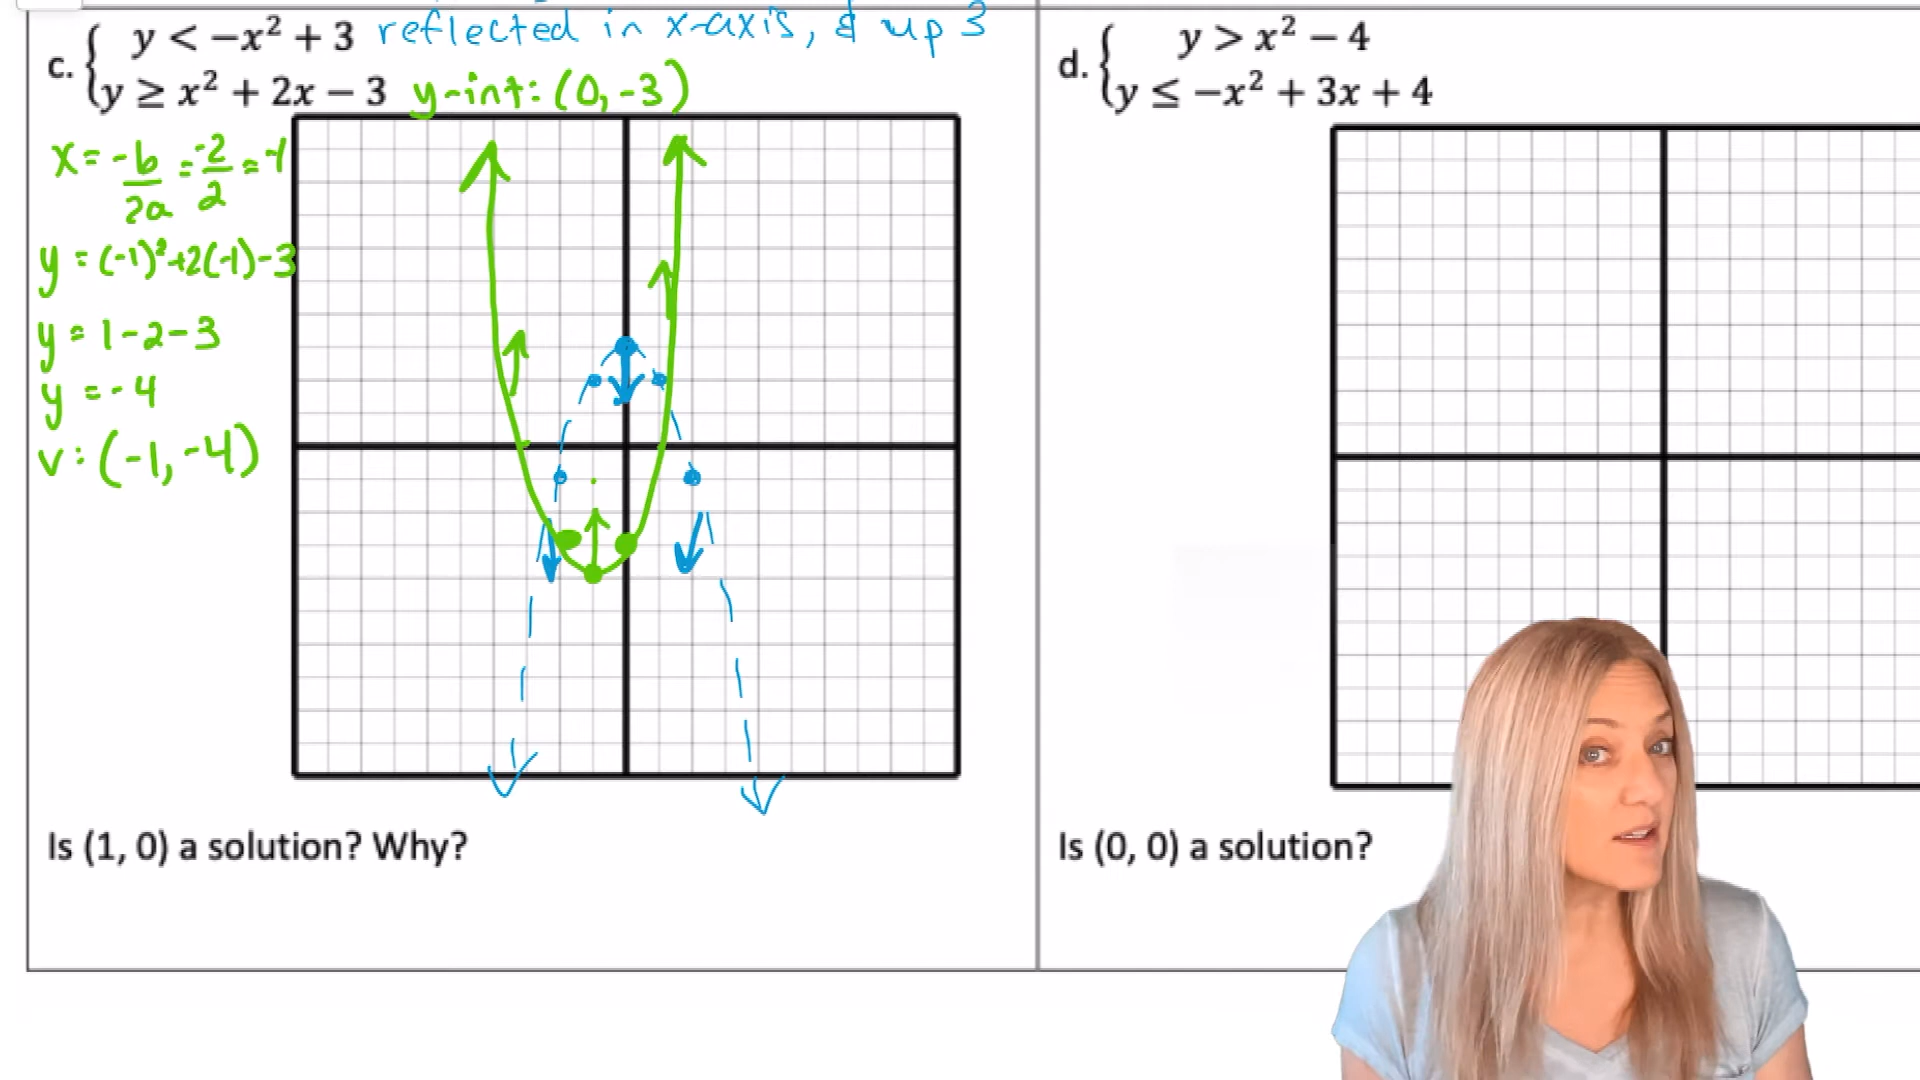 reflected in x-axis, & up 3
c. { y < −x² + 3
y ≥ x² + 2x − 3 y-int: (0, -3)
x = -b/2a = -2/2 = -1
y = (-1)² + 2(-1) - 3
y = 1 - 2 - 3
y = -4
v: (-1, -4)
Is (1, 0) a solution? Why?
d. { y > x² − 4
y ≤ −x² + 3x + 4
Is (0, 0) a solution?